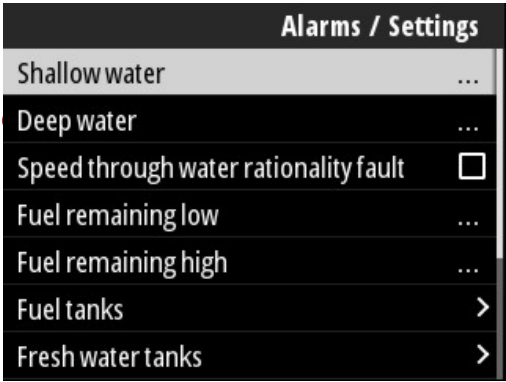 Alarms / Settings
Shallow water ...
Deep water ...
Speed through water rationality fault
Fuel remaining low ...
Fuel remaining high ...
Fuel tanks
Fresh water tanks